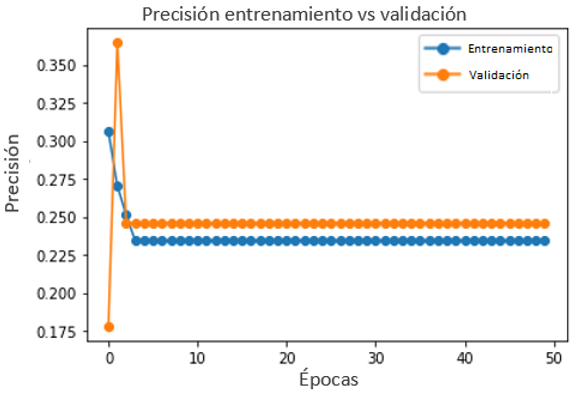 Precisión entrenamiento vs validación
Entrenamiento
Validación
Precisión
0.350
0.325
0.300
0.275
0.250
0.225
0.200
0.175
0 10 20 30 40 50
Épocas